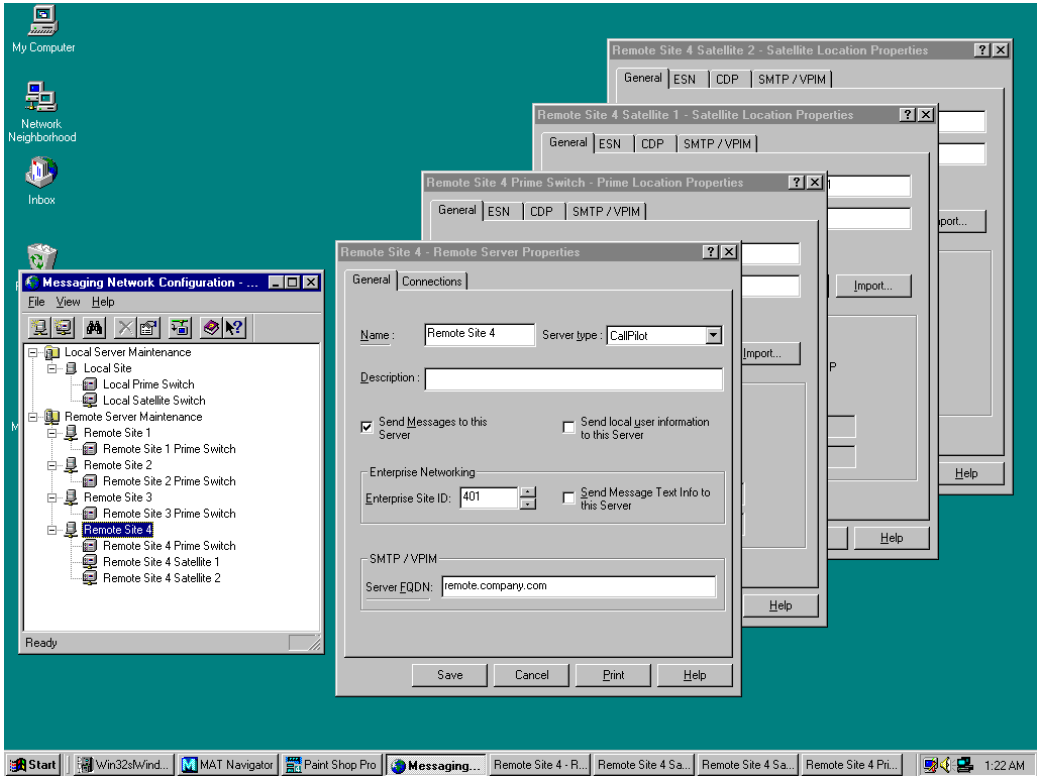 My Computer
Network
Neighborhood
Inbox
Remote Site 4 Satellite 2 - Satellite Location Properties
General ESN CDP SMTP / VPIM
Help
Remote Site 4 Satellite 1 - Satellite Location Properties
General ESN CDP SMTP / VPIM
port...
Help
Remote Site 4 Prime Switch - Prime Location Properties
General ESN CDP SMTP / VPIM
Import...
P
Help
Import...
Remote Site 4 - Remote Server Properties
General Connections
Name : Remote Site 4 Server type : CallPilot
Description :
Send Messages to this
Server
Send local user information
to this Server
Enterprise Networking
Enterprise Site ID: 401
Send Message Text Info to
this Server
SMTP / VPIM
Server FQDN: remote.company.com
Save Cancel Print Help
Messaging Network Configuration - ...
File View Help
Local Server Maintenance
Local Site
Local Prime Switch
Local Satellite Switch
Remote Server Maintenance
Remote Site 1
Remote Site 1 Prime Switch
Remote Site 2
Remote Site 2 Prime Switch
Remote Site 3
Remote Site 3 Prime Switch
Remote Site 4
Remote Site 4 Prime Switch
Remote Site 4 Satellite 1
Remote Site 4 Satellite 2
Ready
Start Win32slWind... MAT Navigator Paint Shop Pro Messaging... Remote Site 4 - R... Remote Site 4 Sa... Remote Site 4 Sa... Remote Site 4 Pri... 1:22 AM